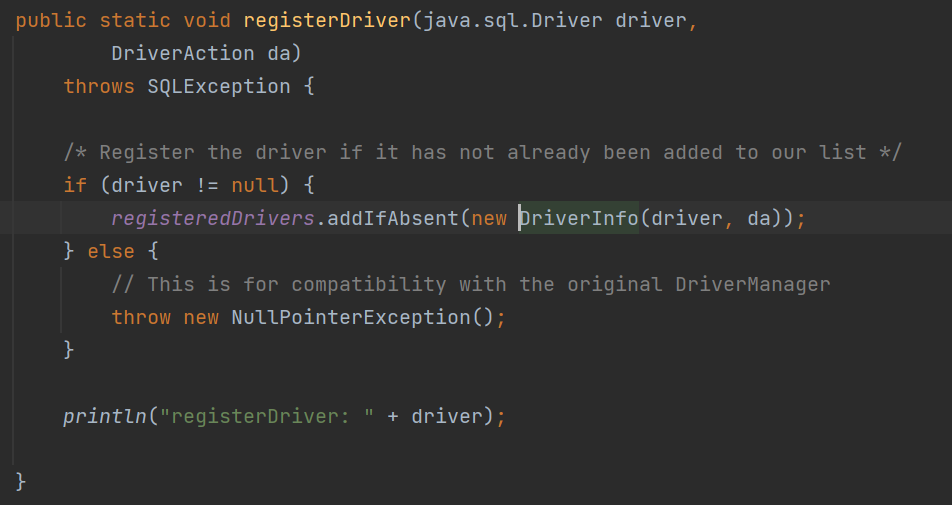 public static void registerDriver(java.sql.Driver driver,
        DriverAction da)
    throws SQLException {

    /* Register the driver if it has not already been added to our list */
    if (driver != null) {
        registeredDrivers.addIfAbsent(new DriverInfo(driver, da));
    } else {
        // This is for compatibility with the original DriverManager
        throw new NullPointerException();
    }

    println("registerDriver: " + driver);

}